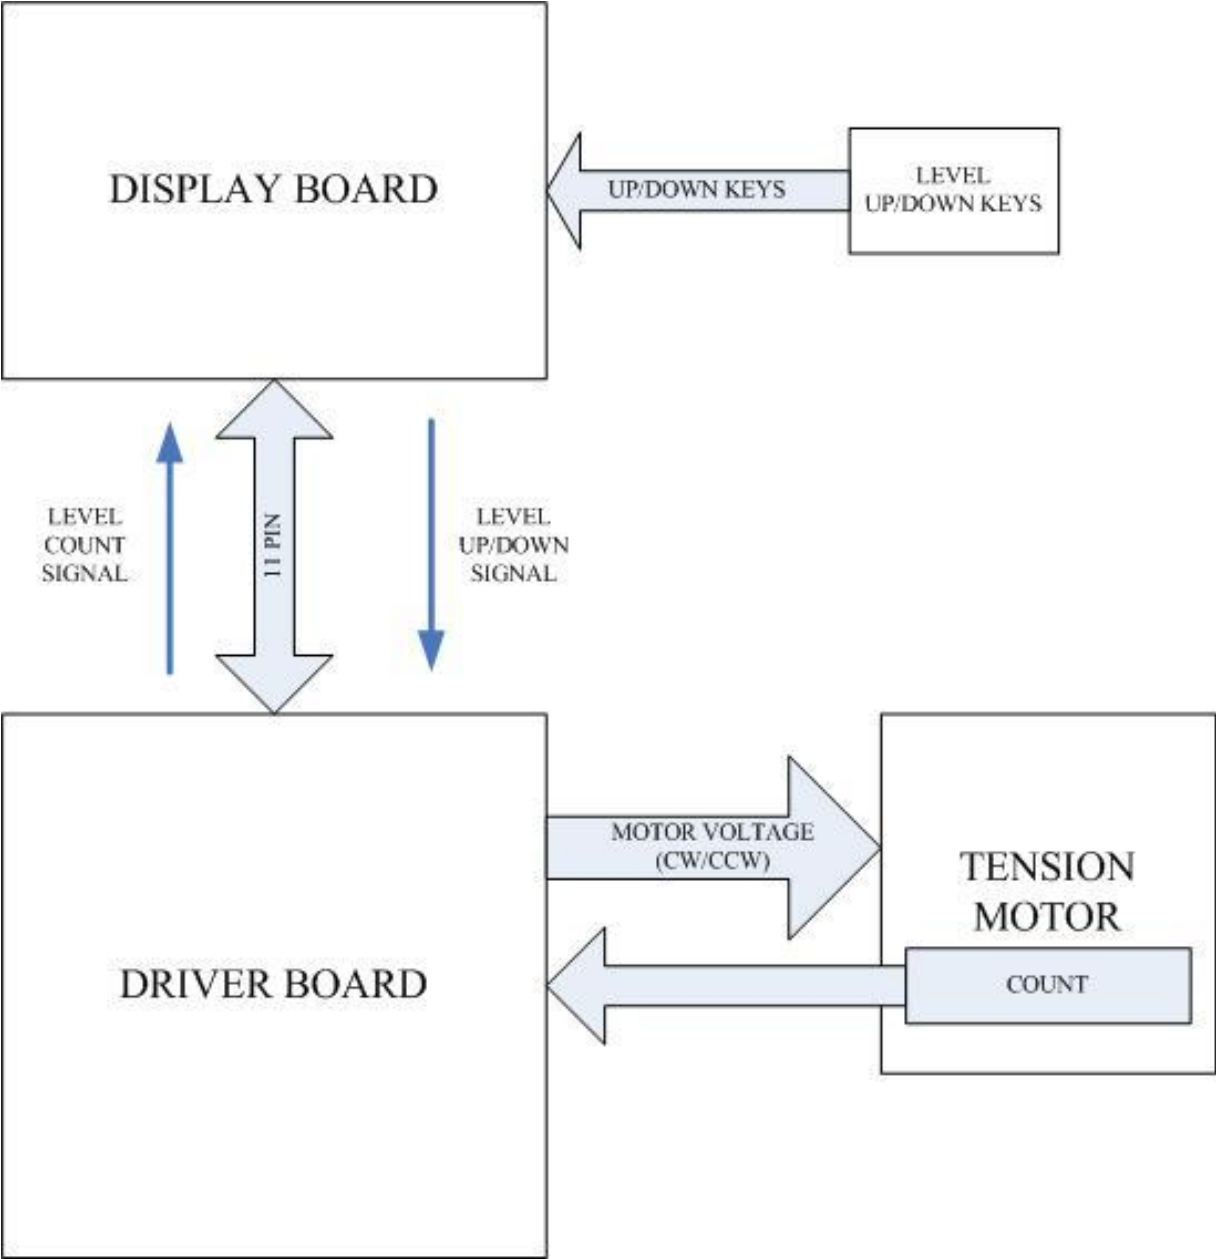 DISPLAY BOARD
UP/DOWN KEYS
LEVEL
UP/DOWN KEYS
LEVEL
COUNT
SIGNAL
11 PIN
LEVEL
UP/DOWN
SIGNAL
MOTOR VOLTAGE
(CW/CCW)
TENSION
MOTOR
DRIVER BOARD
COUNT